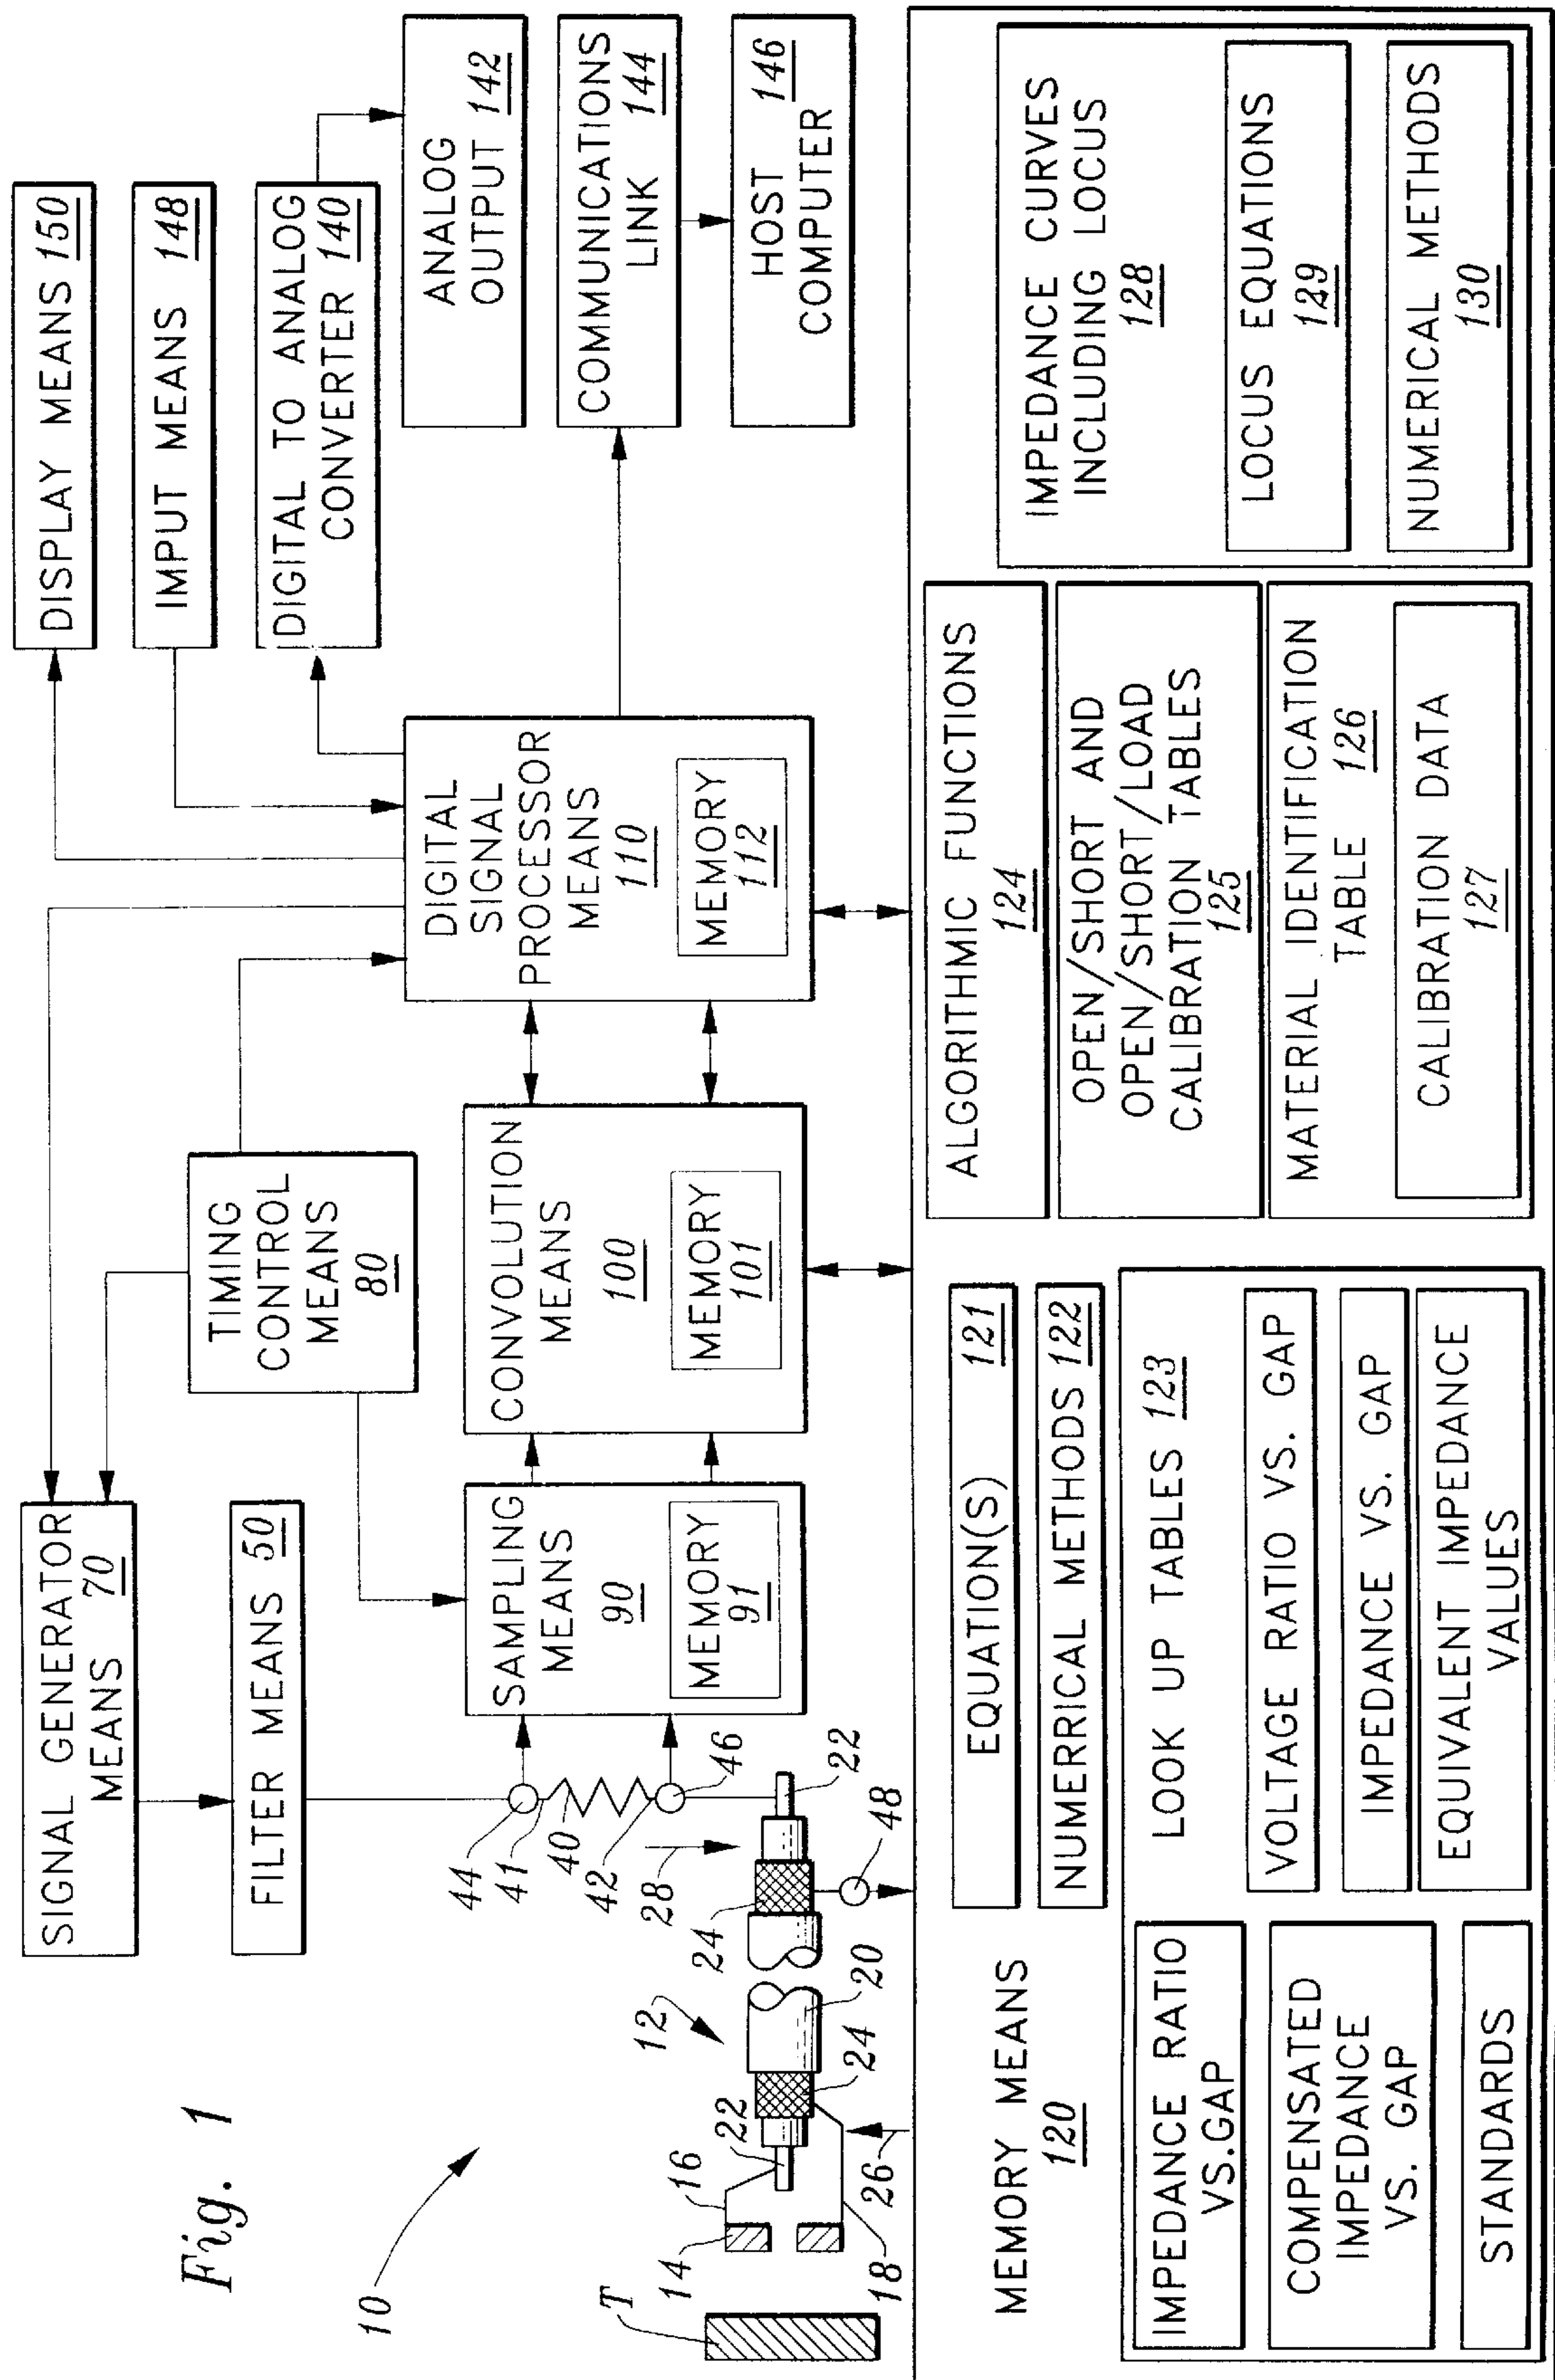 Fig. 1
10
SIGNAL GENERATOR
MEANS 70
FILTER MEANS 50
TIMING
CONTROL
MEANS
80
DISPLAY MEANS 150
IMPUT MEANS 148
DIGITAL TO ANALOG
CONVERTER 140
ANALOG
OUTPUT 142
COMMUNICATIONS
LINK 144
HOST 146
COMPUTER
SAMPLING
MEANS
90
MEMORY
91
CONVOLUTION
MEANS
100
MEMORY
101
DIGITAL
SIGNAL
PROCESSOR
MEANS
110
MEMORY
112
44
41
40
42
46
28
22
48
24
12
20
24
22
16
14
18
26
T
MEMORY MEANS
120
EQUATION(S) 121
NUMERRICAL METHODS 122
LOOK UP TABLES 123
VOLTAGE RATIO VS. GAP
IMPEDANCE VS. GAP
EQUIVALENT IMPEDANCE
VALUES
IMPEDANCE RATIO
VS.GAP
COMPENSATED
IMPEDANCE
VS. GAP
STANDARDS
ALGORITHMIC FUNCTIONS
124
OPEN/SHORT AND
OPEN/SHORT/LOAD
CALIBRATION TABLES
125
MATERIAL IDENTIFICATION
TABLE 126
CALIBRATION DATA
127
IMPEDANCE CURVES
INCLUDING LOCUS
128
LOCUS EQUATIONS
129
NUMERICAL METHODS
130